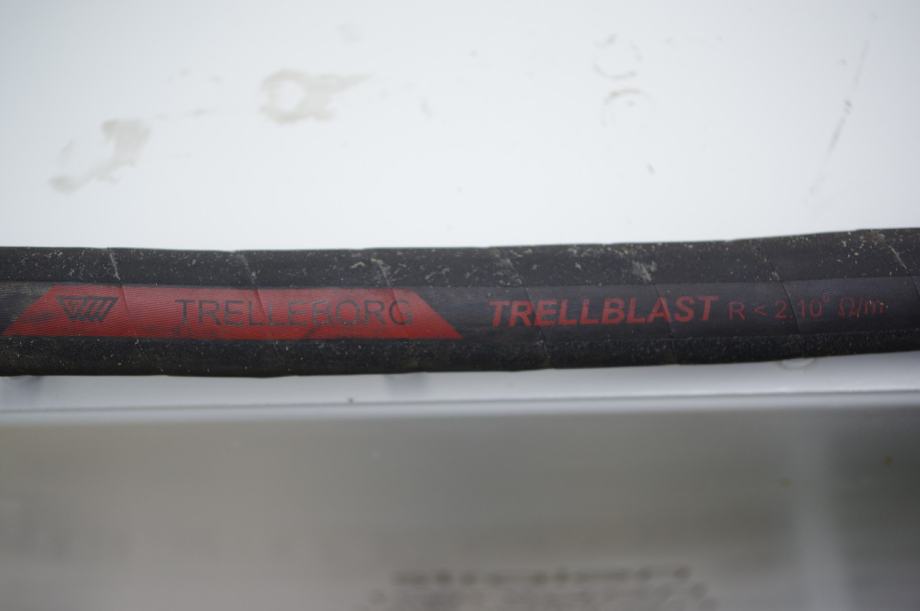 TRELLEBORG TRELLBLAST R < 2.10⁶ Ω/m